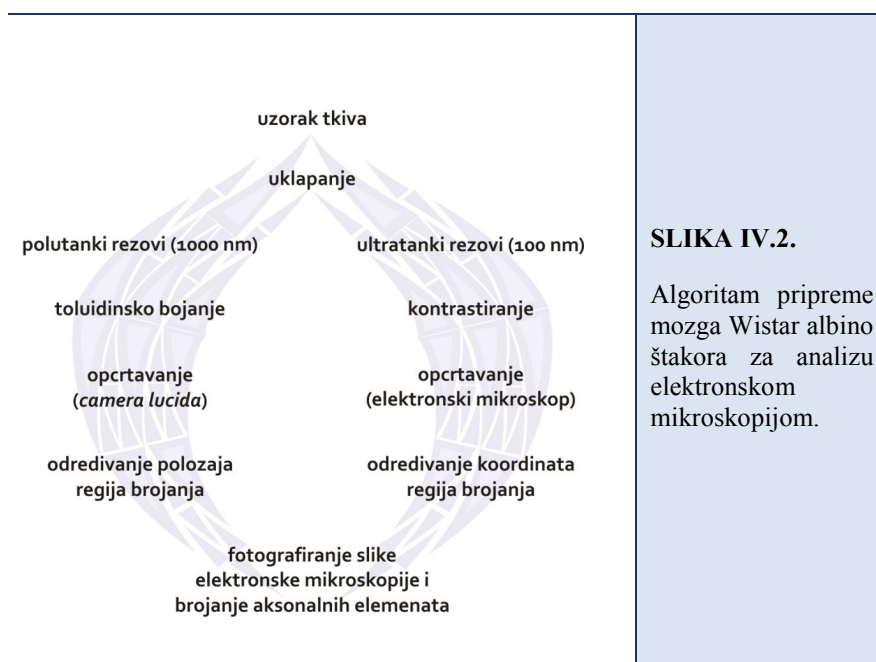 uzorak tkiva
uklapanje
polutanki rezovi (1000 nm)
ultratanki rezovi (100 nm)
toluidinsko bojanje
kontrastiranje
opcrtavanje
(camera lucida)
opcrtavanje
(elektronski mikroskop)
odredivanje polozaja
regija brojanja
odredivanje koordinata
regija brojanja
fotografiranje slike
elektronske mikroskopije i
brojanje aksonalnih elemenata
SLIKA IV.2.
Algoritam pripreme
mozga Wistar albino
štakora za analizu
elektronskom
mikroskopijom.